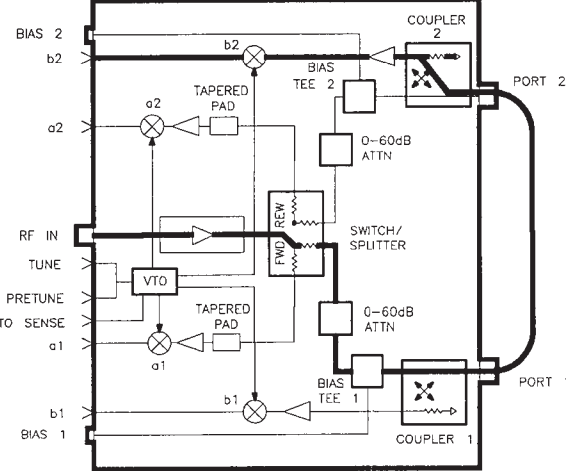 COUPLER
2
BIAS 2
b2
b2
BIAS
TEE 2
PORT 2
TAPERED
PAD
a2
a2
0-60dB
ATTN
REW
FWD
SWITCH/
SPLITTER
RF IN
TUNE
VTO
PRETUNE
TO SENSE
TAPERED
PAD
0-60dB
ATTN
a1
a1
BIAS
TEE 1
PORT
b1
b1
BIAS 1
COUPLER 1